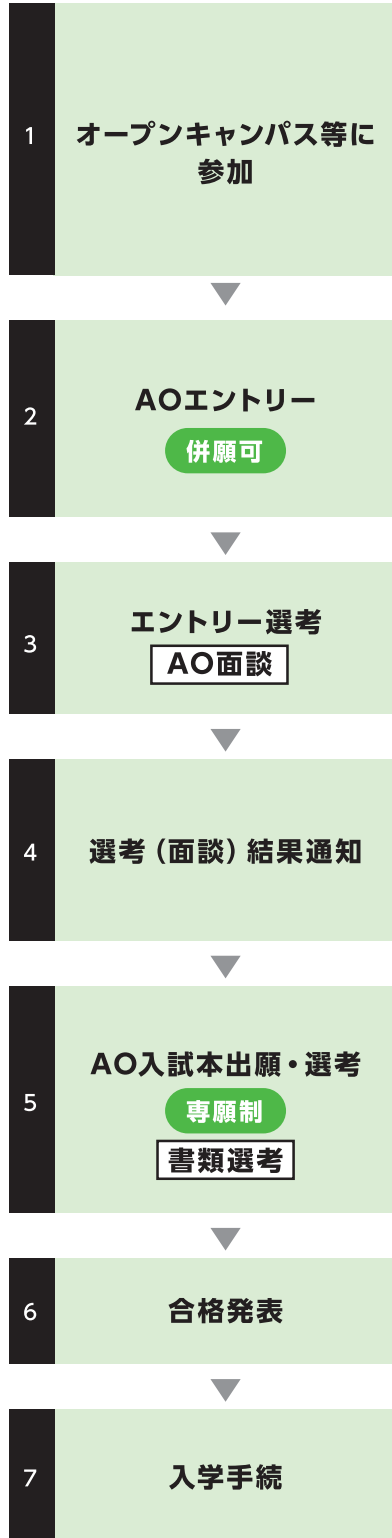 1
オープンキャンパス等に
参加
2
AOエントリー
併願可
3
エントリー選考
AO面談
4
選考（面談）結果通知
5
AO入試本出願・選考
専願制
書類選考
6
合格発表
7
入学手続